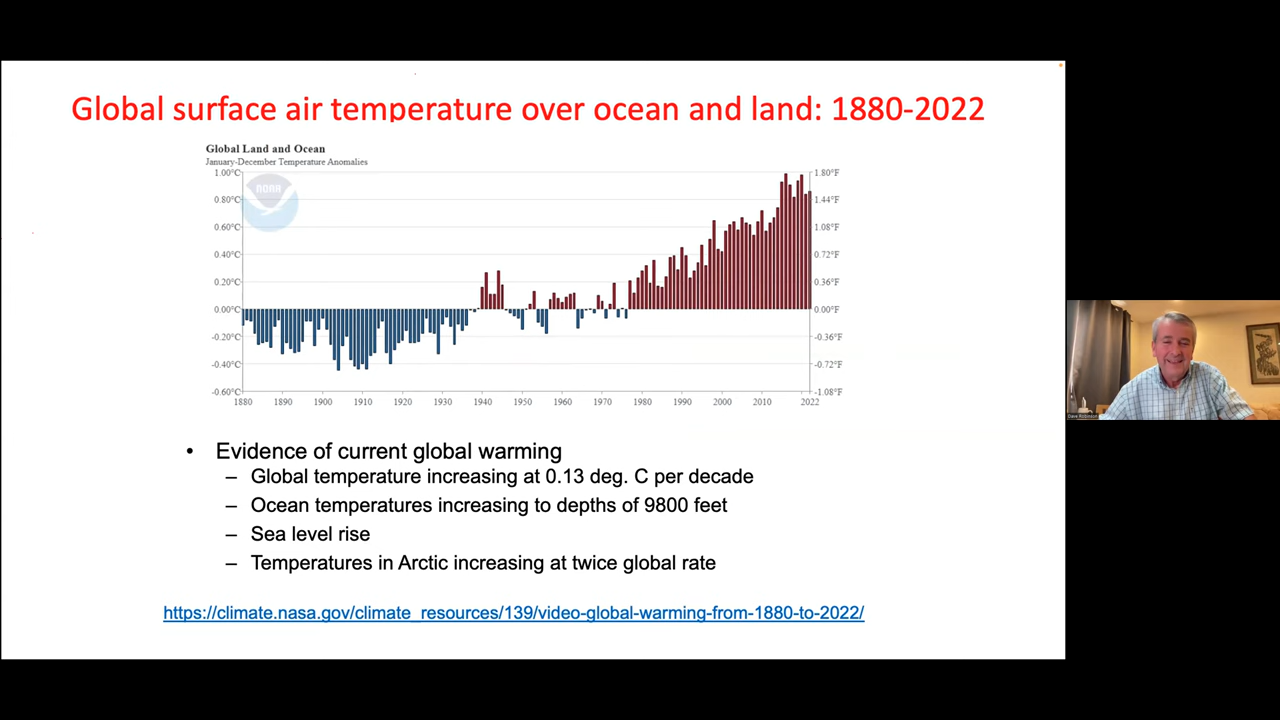 Global surface air temperature over ocean and land: 1880-2022
Global Land and Ocean
January-December Temperature Anomalies
1.00°C
0.80°C
0.60°C
0.40°C
0.20°C
0.00°C
-0.20°C
-0.40°C
-0.60°C
NOAA
1.80°F
1.44°F
1.08°F
0.72°F
0.36°F
0.00°F
-0.36°F
-0.72°F
-1.08°F
1880 1890 1900 1910 1920 1930 1940 1950 1960 1970 1980 1990 2000 2010 2022
• Evidence of current global warming
– Global temperature increasing at 0.13 deg. C per decade
– Ocean temperatures increasing to depths of 9800 feet
– Sea level rise
– Temperatures in Arctic increasing at twice global rate
https://climate.nasa.gov/climate_resources/139/video-global-warming-from-1880-to-2022/
Dave Robinson